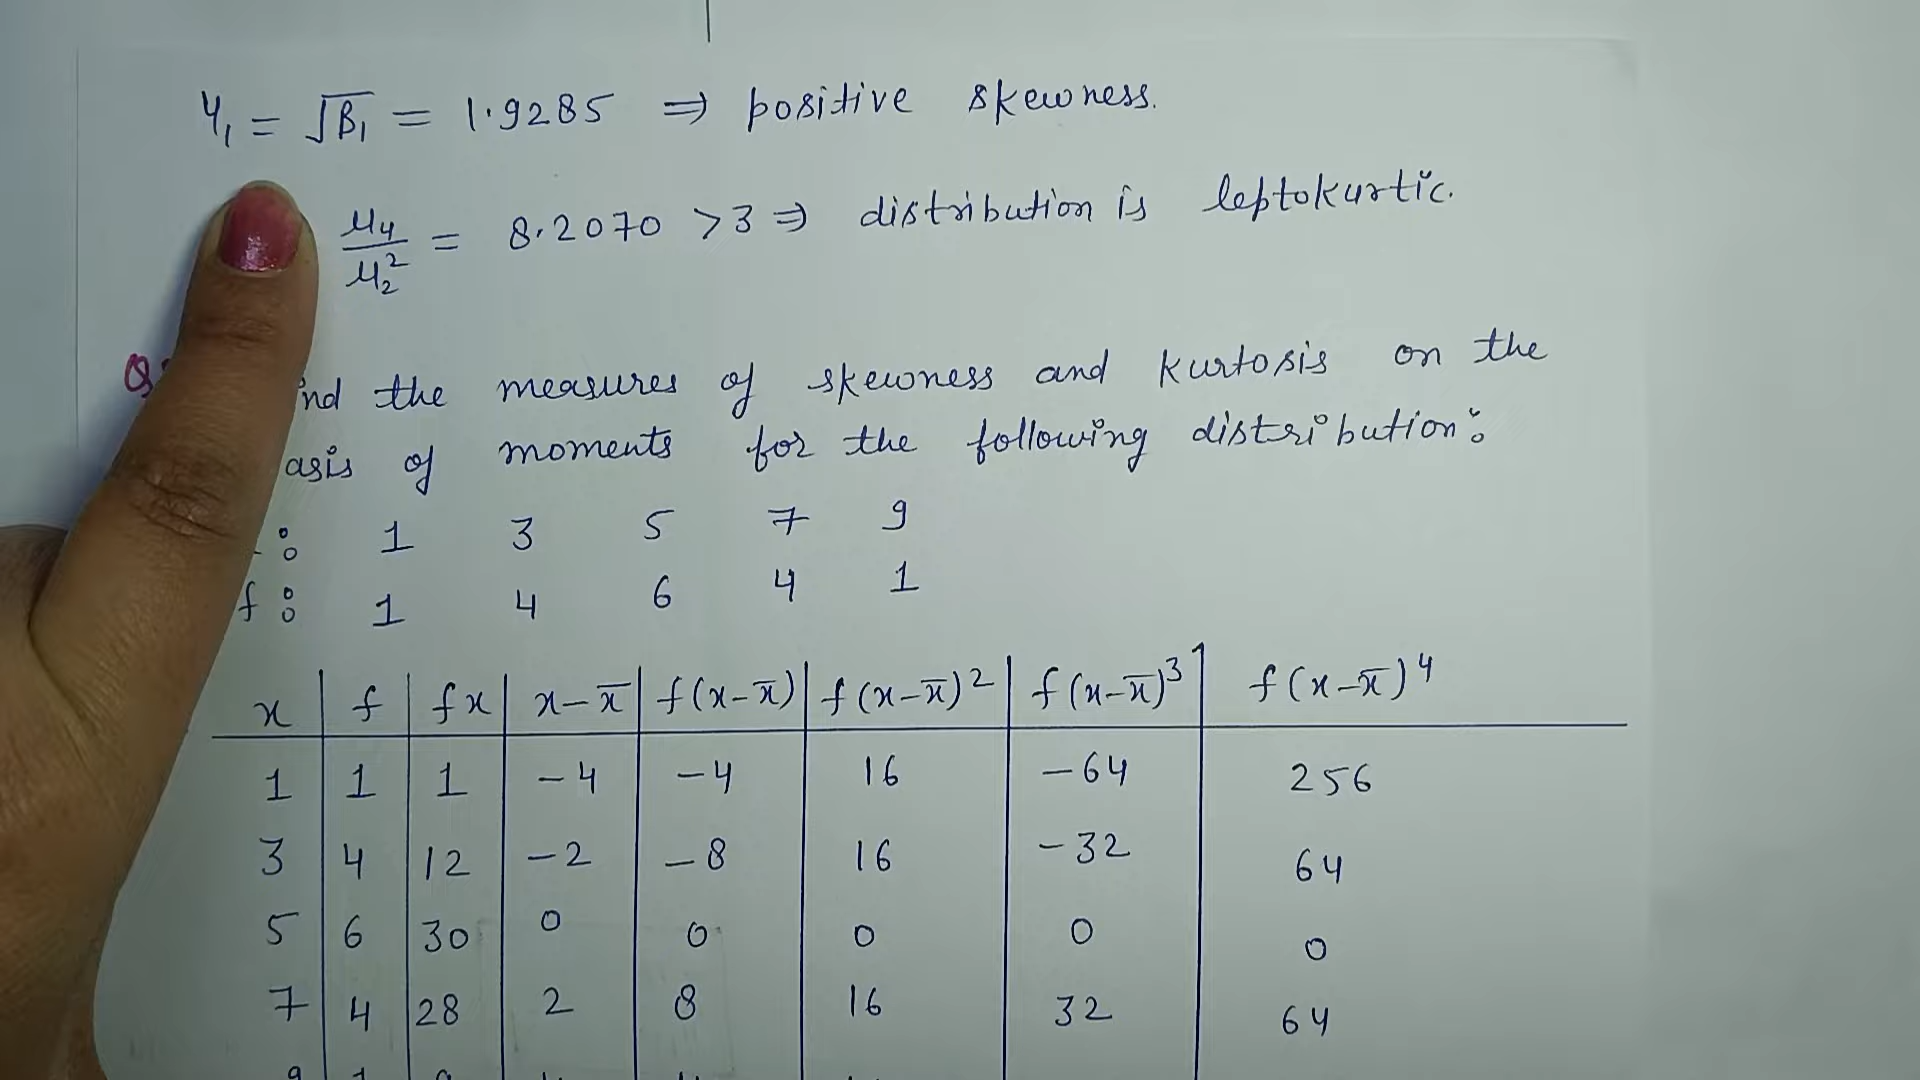 γ₁ = √β₁ = 1.9285 ⇒ positive skewness.
μ₄/μ₂² = 8.2070 > 3 ⇒ distribution is leptokurtic.
nd the measures of skewness and kurtosis on the
asis of moments for the following distribution:
: 1 3 5 7 9
f : 1 4 6 4 1
x | f | fx | x-x̄ | f(x-x̄) | f(x-x̄)² | f(x-x̄)³ | f(x-x̄)⁴
1 | 1 | 1 | -4 | -4 | 16 | -64 | 256
3 | 4 | 12 | -2 | -8 | 16 | -32 | 64
5 | 6 | 30 | 0 | 0 | 0 | 0 | 0
7 | 4 | 28 | 2 | 8 | 16 | 32 | 64